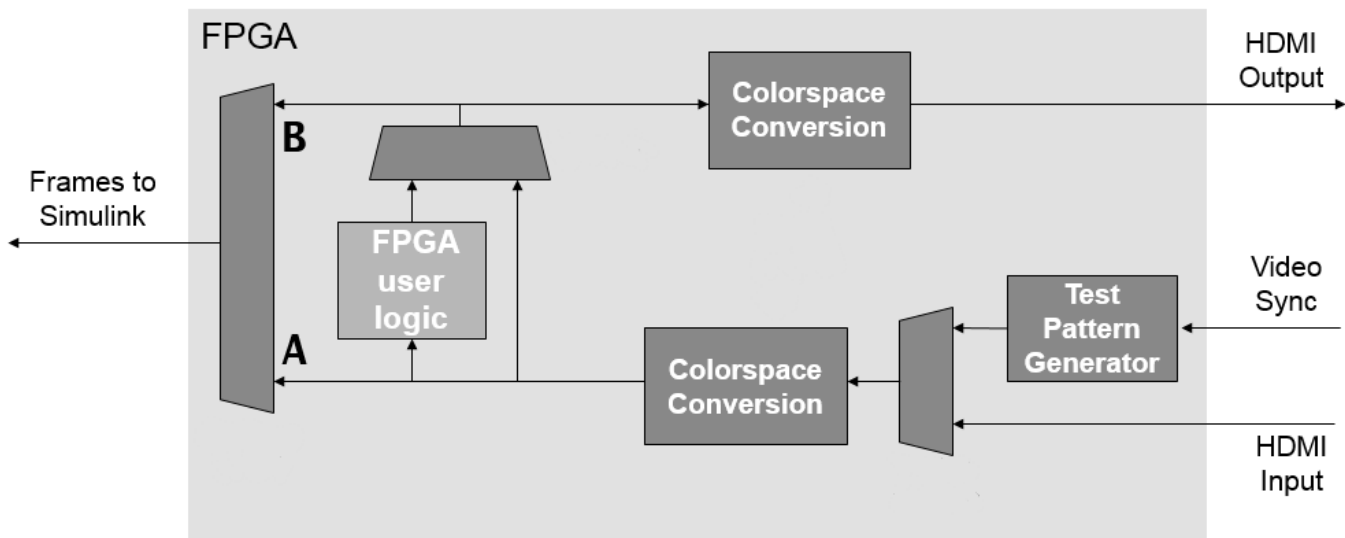 FPGA
HDMI
Output
Colorspace
Conversion
B
Frames to
Simulink
FPGA
user
logic
Video
Sync
Test
Pattern
Generator
A
Colorspace
Conversion
HDMI
Input